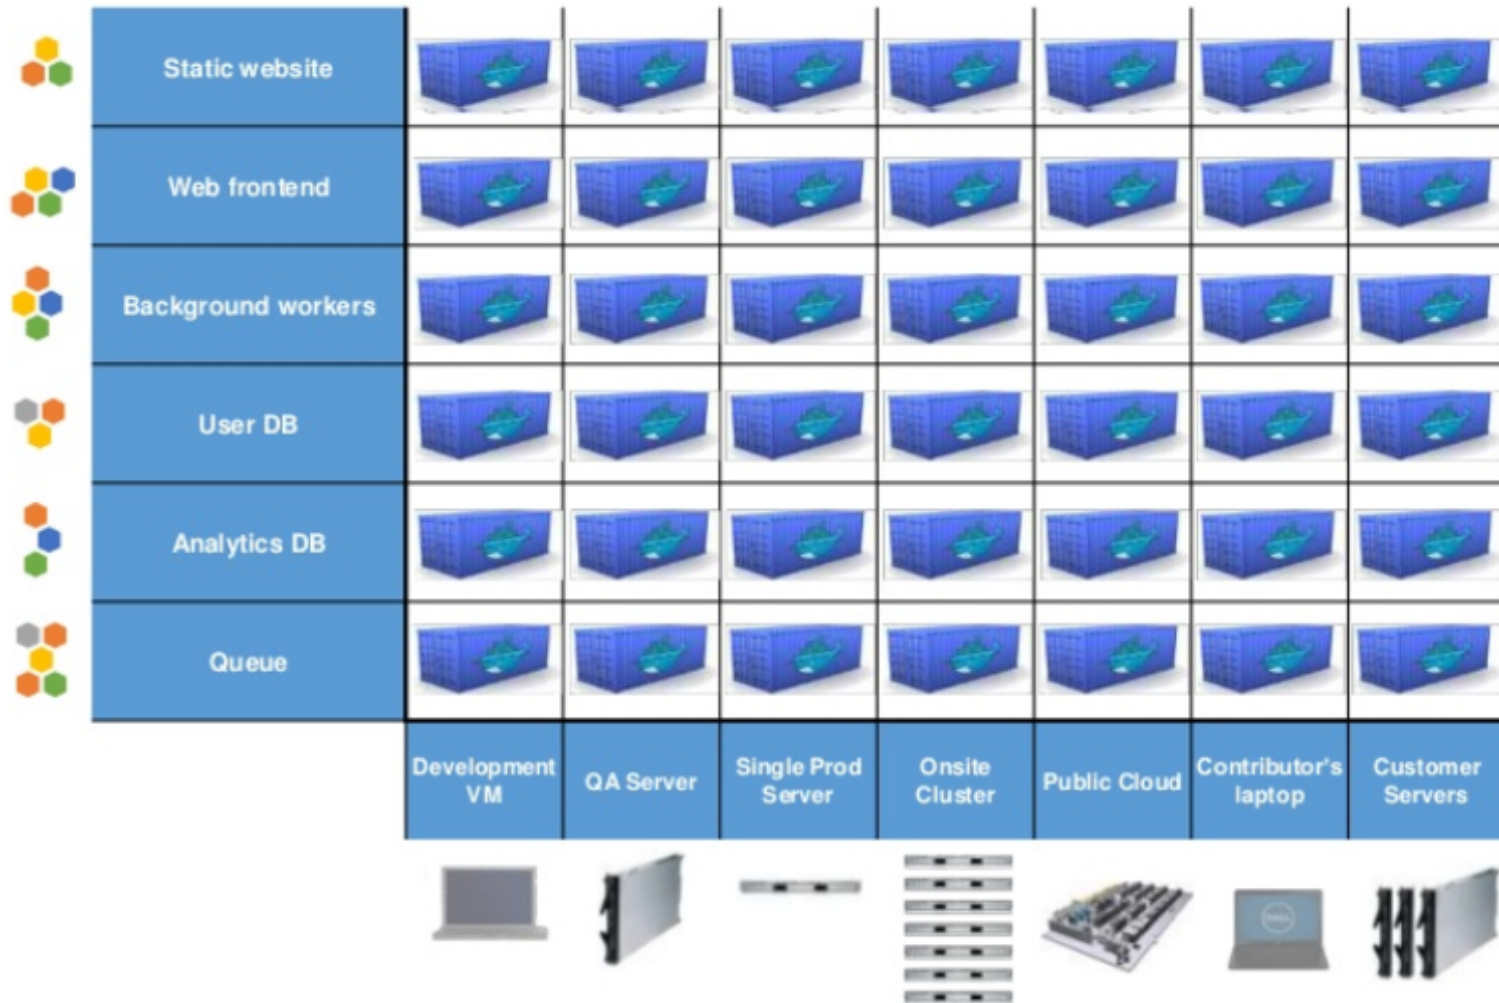 Static website
Web frontend
Background workers
User DB
Analytics DB
Queue
Development
VM
QA Server
Single Prod
Server
Onsite
Cluster
Public Cloud
Contributor's
laptop
Customer
Servers
DELL